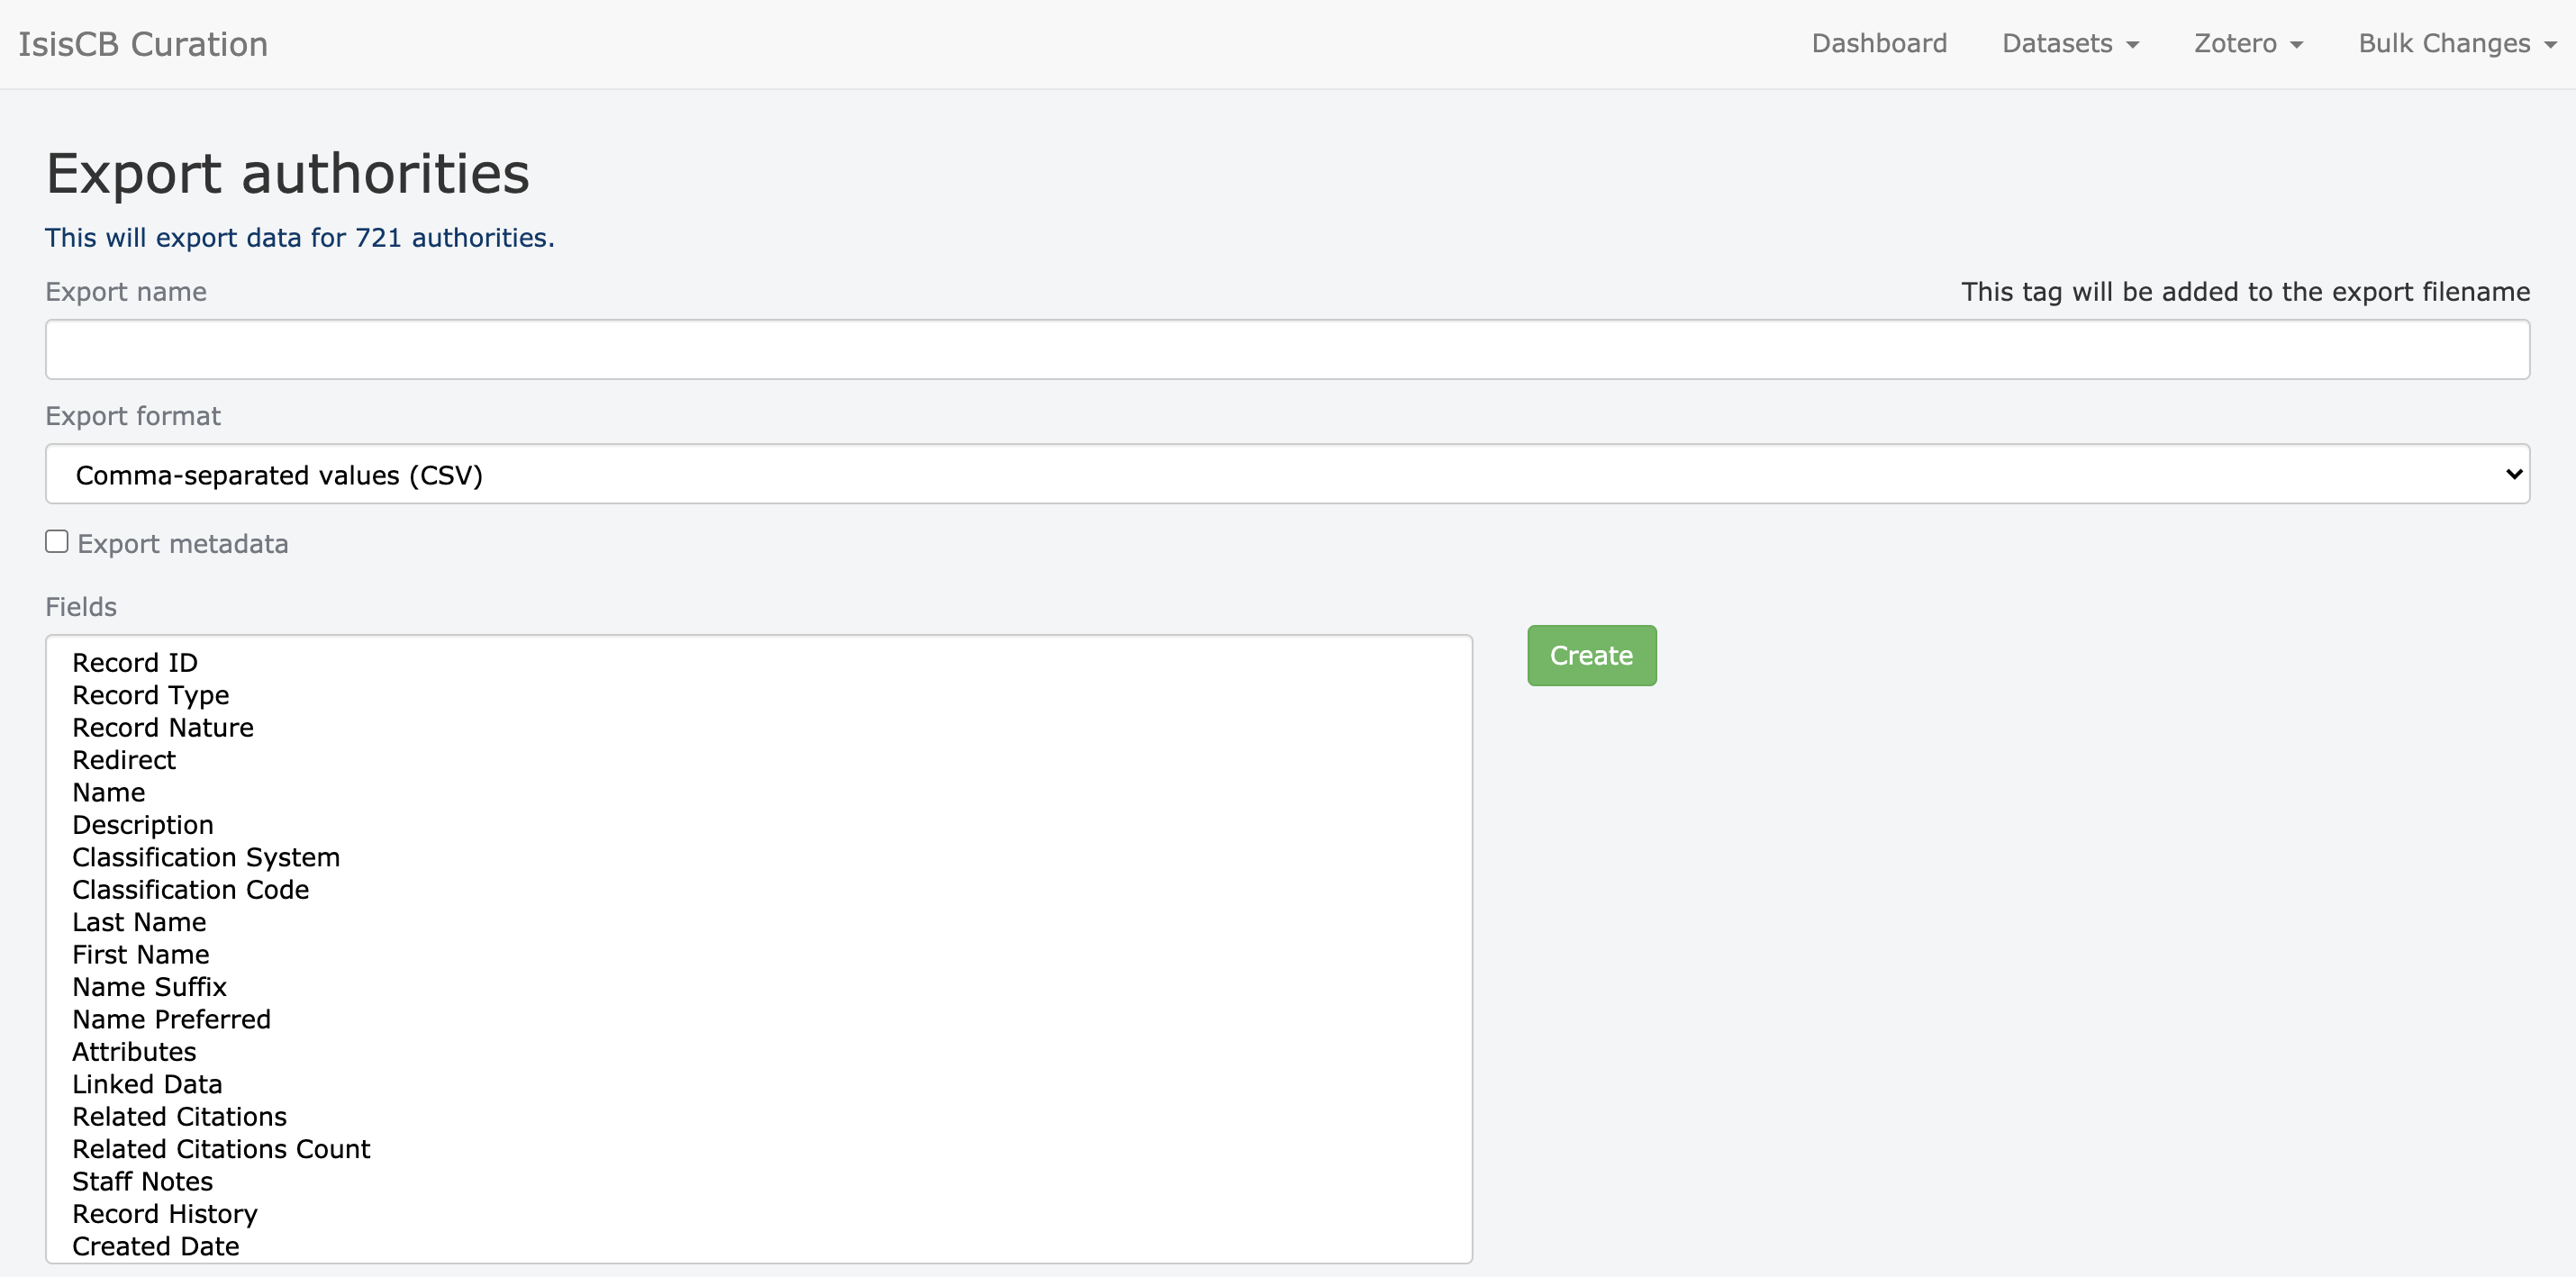 IsisCB Curation
Dashboard Datasets Zotero Bulk Changes
Export authorities
This will export data for 721 authorities.
Export name This tag will be added to the export filename
Export format
Comma-separated values (CSV)
Export metadata
Fields
Record ID
Create
Record Type
Record Nature
Redirect
Name
Description
Classification System
Classification Code
Last Name
First Name
Name Suffix
Name Preferred
Attributes
Linked Data
Related Citations
Related Citations Count
Staff Notes
Record History
Created Date